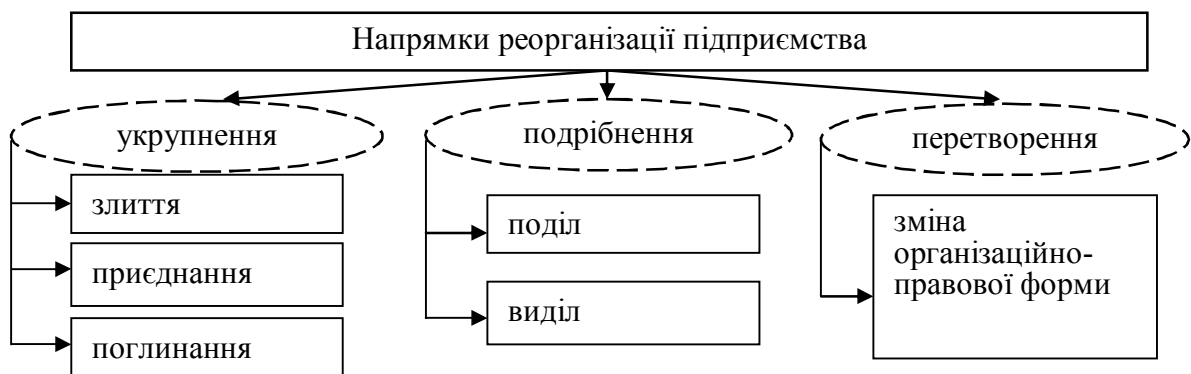 Напрямки реорганізації підприємства
укрупнення
подрібнення
перетворення
злиття
приєднання
поглинання
поділ
виділ
зміна
організаційно-
правової форми